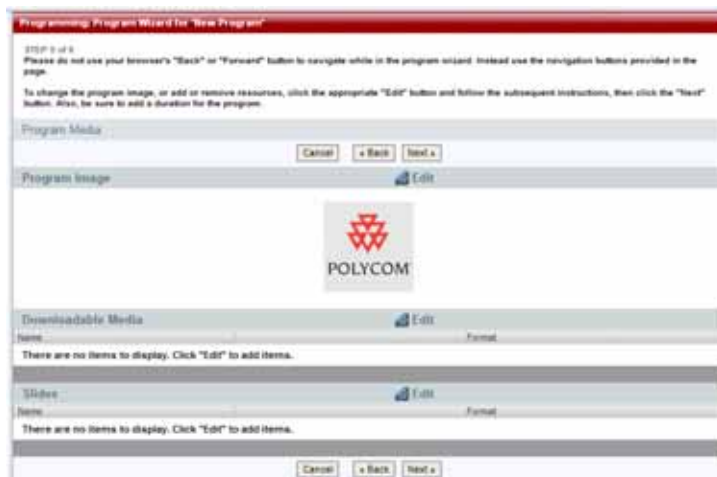 Programming: Program Wizard for 'New Program'
STEP 5 of 6
Please do not use your browser's "Back" or "Forward" button to navigate while in the program wizard. Instead use the navigation buttons provided in the
page.
To change the program image, or add or remove resources, click the appropriate "Edit" button and follow the subsequent instructions, then click the "Next"
button. Also, be sure to add a duration for the program.
Program Media
Cancel « Back Next »
Program Image Edit
POLYCOM
Downloadable Media Edit
Name Format
There are no items to display. Click "Edit" to add items.
Slides Edit
Name Format
There are no items to display. Click "Edit" to add items.
Cancel « Back Next »